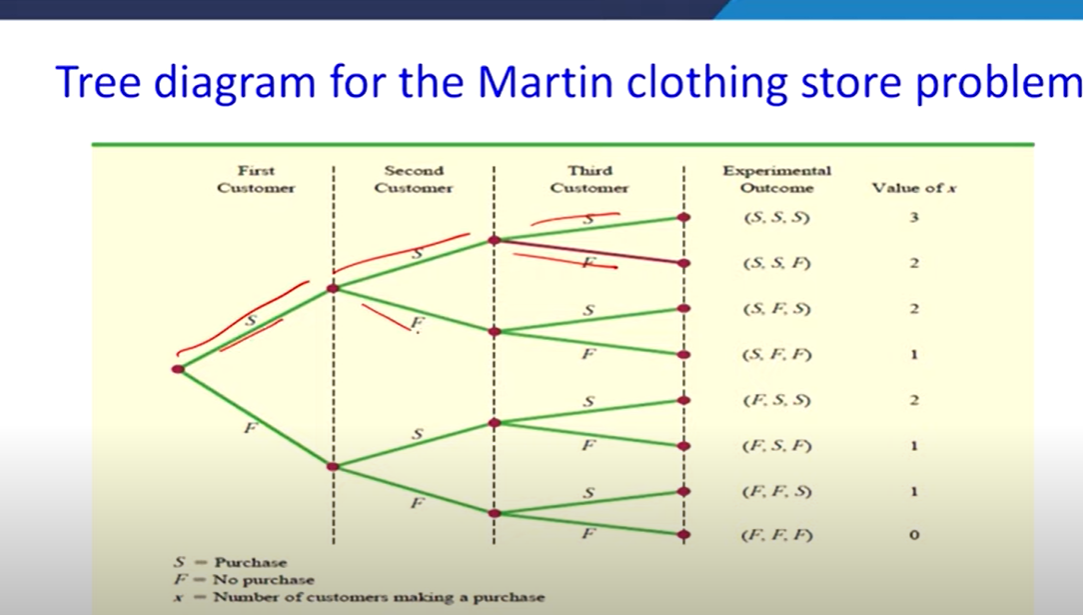 Tree diagram for the Martin clothing store problem
First Customer
Second Customer
Third Customer
Experimental Outcome
Value of x
S
F
S
F
S
F
S
F
S
F
S
F
S
F
(S, S, S) 3
(S, S, F) 2
(S, F, S) 2
(S, F, F) 1
(F, S, S) 2
(F, S, F) 1
(F, F, S) 1
(F, F, F) 0
S = Purchase
F = No purchase
x = Number of customers making a purchase